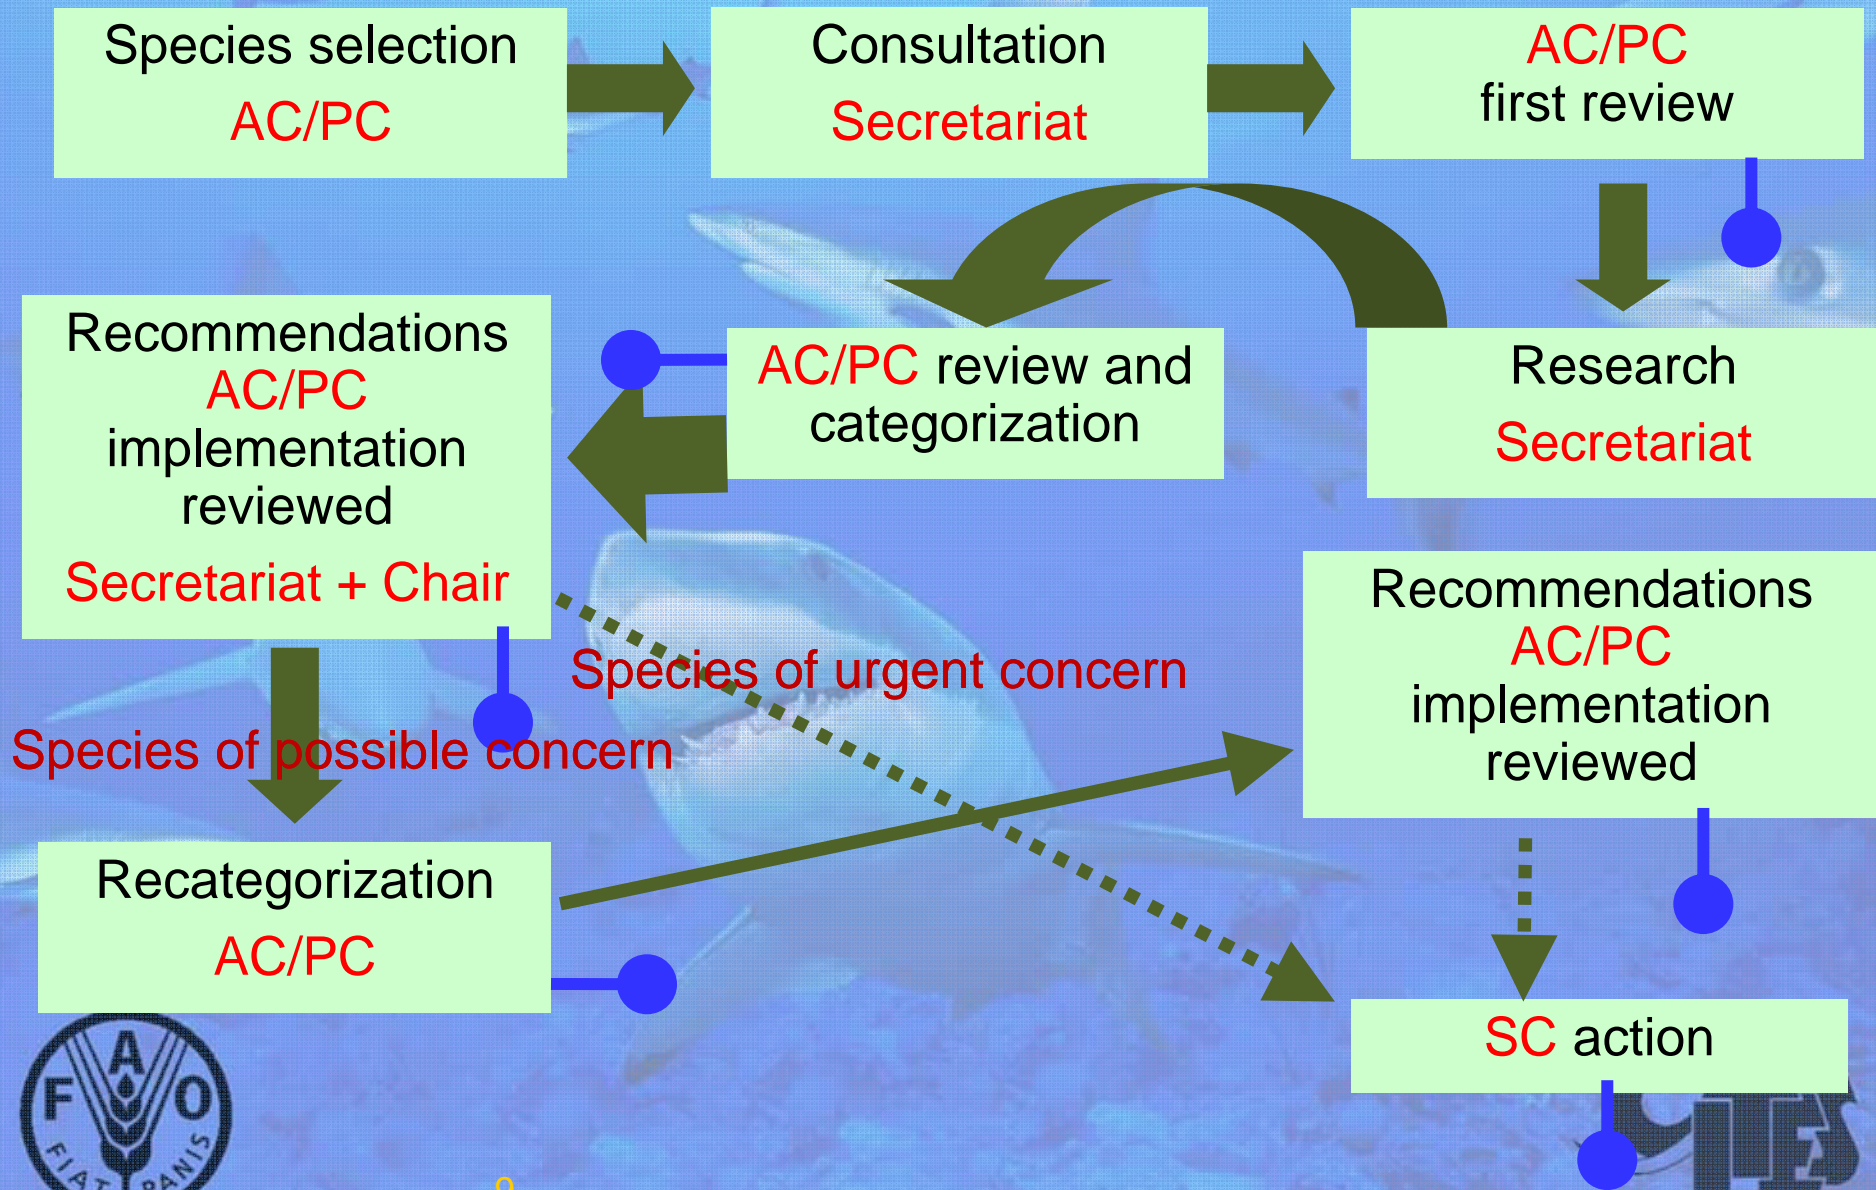 Species selection
AC/PC
Consultation
Secretariat
AC/PC
first review
Recommendations
AC/PC
implementation
reviewed
Secretariat + Chair
AC/PC review and
categorization
Research
Secretariat
Species of urgent concern
Species of possible concern
Recommendations
AC/PC
implementation
reviewed
Recategorization
AC/PC
SC action
FAO
FIAT PANIS
CITES